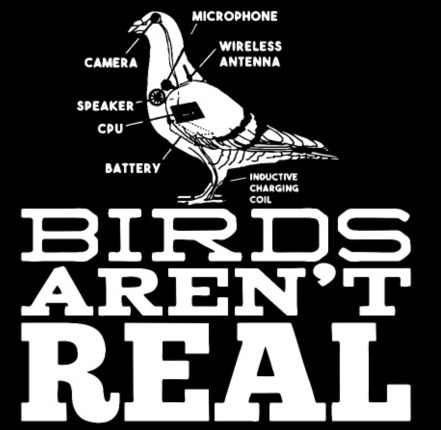 MICROPHONE
CAMERA
WIRELESS
ANTENNA
SPEAKER
CPU
BATTERY
INDUCTIVE
CHARGING
COIL
BIRDS
AREN'T
REAL